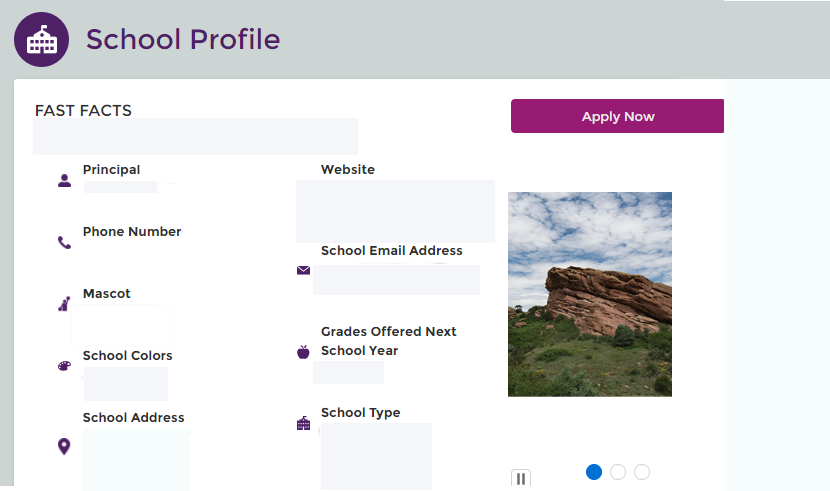 School Profile
FAST FACTS
Apply Now
Principal
Website
Phone Number
School Email Address
Mascot
Grades Offered Next
School Year
School Colors
School Type
School Address